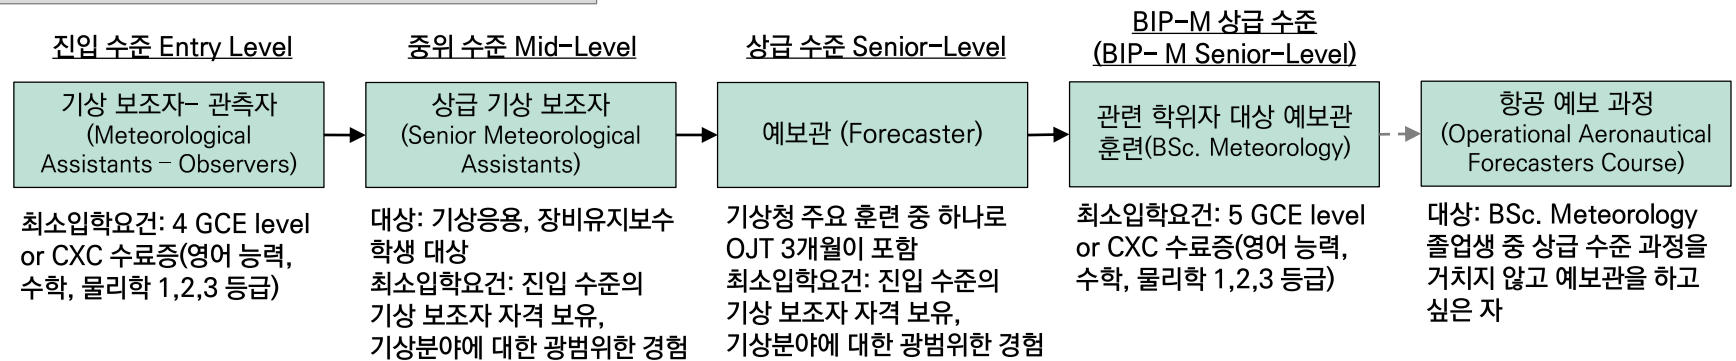 진입 수준 Entry Level
기상 보조자- 관측자
(Meteorological
Assistants – Observers)
최소입학요건: 4 GCE level
or CXC 수료증(영어 능력,
수학, 물리학 1,2,3 등급)
중위 수준 Mid-Level
상급 기상 보조자
(Senior Meteorological
Assistants)
대상: 기상응용, 장비유지보수
학생 대상
최소입학요건: 진입 수준의
기상 보조자 자격 보유,
기상분야에 대한 광범위한 경험
상급 수준 Senior-Level
예보관 (Forecaster)
기상청 주요 훈련 중 하나로
OJT 3개월이 포함
최소입학요건: 진입 수준의
기상 보조자 자격 보유,
기상분야에 대한 광범위한 경험
BIP-M 상급 수준
(BIP- M Senior-Level)
관련 학위자 대상 예보관
훈련(BSc. Meteorology)
최소입학요건: 5 GCE level
or CXC 수료증(영어 능력,
수학, 물리학 1,2,3 등급)
항공 예보 과정
(Operational Aeronautical
Forecasters Course)
대상: BSc. Meteorology
졸업생 중 상급 수준 과정을
거치지 않고 예보관을 하고
싶은 자